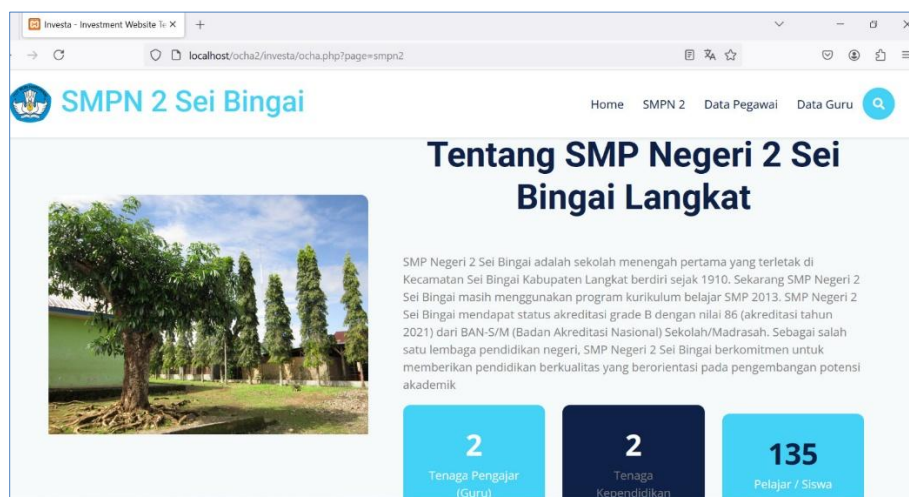 Investa - Investment Website Te
localhost/ocha2/investa/ocha.php?page=smpn2
SMPN 2 Sei Bingai
Home SMPN 2 Data Pegawai Data Guru
Tentang SMP Negeri 2 Sei
Bingai Langkat
SMP Negeri 2 Sei Bingai adalah sekolah menengah pertama yang terletak di
Kecamatan Sei Bingai Kabupaten Langkat berdiri sejak 1910. Sekarang SMP Negeri 2
Sei Bingai masih menggunakan program kurikulum belajar SMP 2013. SMP Negeri 2
Sei Bingai mendapat status akreditasi grade B dengan nilai 86 (akreditasi tahun
2021) dari BAN-S/M (Badan Akreditasi Nasional) Sekolah/Madrasah. Sebagai salah
satu lembaga pendidikan negeri, SMP Negeri 2 Sei Bingai berkomitmen untuk
memberikan pendidikan berkualitas yang berorientasi pada pengembangan potensi
akademik
2
Tenaga Pengajar
(Guru)
2
Tenaga
Kependidikan
135
Pelajar / Siswa